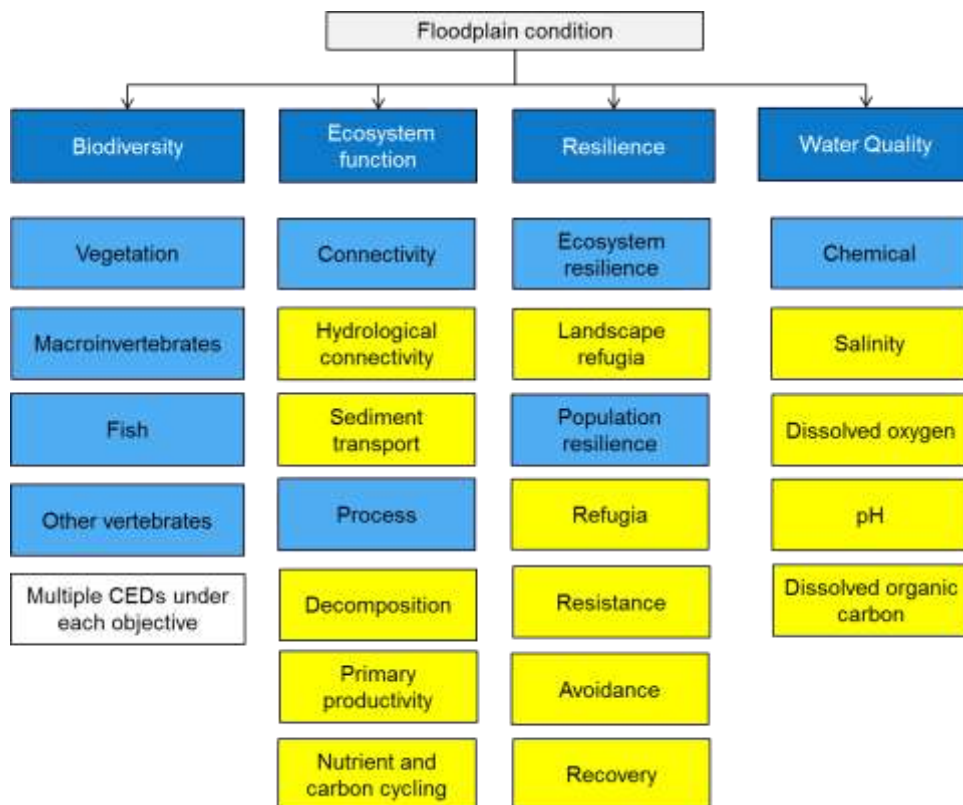 Floodplain condition
Biodiversity
Ecosystem
function
Resilience
Water Quality
Vegetation
Connectivity
Ecosystem
resilience
Chemical
Macroinvertebrates
Hydrological
connectivity
Landscape
refugia
Salinity
Fish
Sediment
transport
Population
resilience
Dissolved oxygen
Other vertebrates
Process
Refugia
pH
Multiple CEDs under
each objective
Decomposition
Resistance
Dissolved organic
carbon
Primary
productivity
Avoidance
Nutrient and
carbon cycling
Recovery